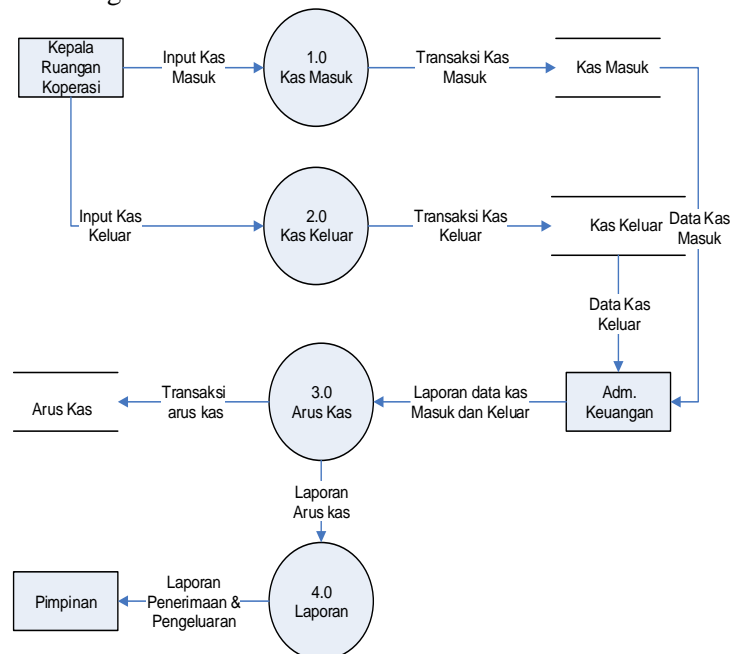 Kepala
Ruangan
Koperasi
Input Kas
Masuk
1.0
Kas Masuk
Transaksi Kas
Masuk
Kas Masuk
Input Kas
Keluar
2.0
Kas Keluar
Transaksi Kas
Keluar
Kas Keluar
Data Kas
Masuk
Data Kas
Keluar
Arus Kas
Transaksi
arus kas
3.0
Arus Kas
Laporan data kas
Masuk dan Keluar
Adm.
Keuangan
Laporan
Arus kas
Pimpinan
Laporan
Penerimaan &
Pengeluaran
4.0
Laporan